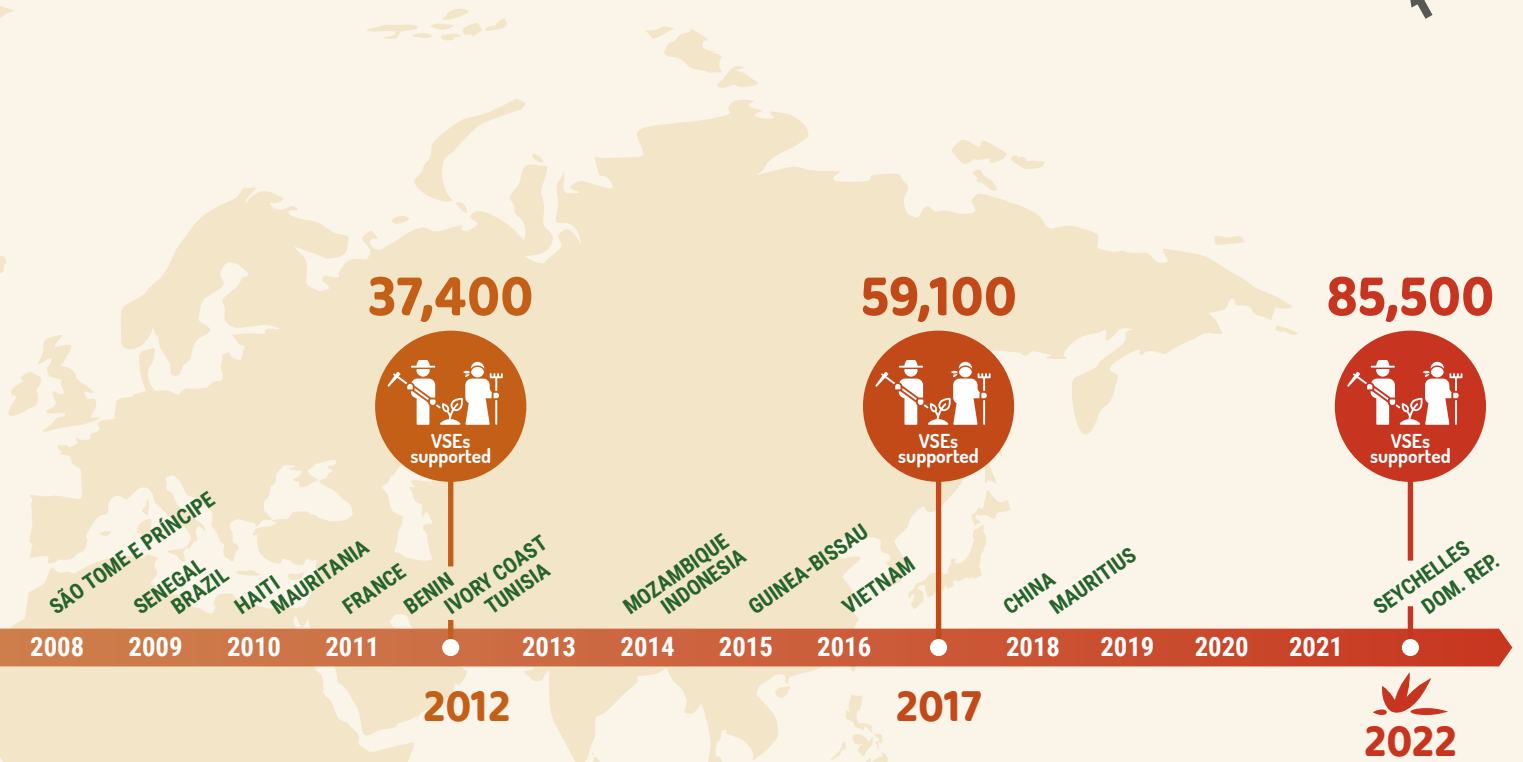 37,400
59,100
85,500
VSEs
supported
VSEs
supported
VSEs
supported
SÃO TOME E PRÍNCIPE
SENEGAL
BRAZIL
HAITI
MAURITANIA
FRANCE
BENIN
IVORY COAST
TUNISIA
MOZAMBIQUE
INDONESIA
GUINEA-BISSAU
VIETNAM
CHINA
MAURITIUS
SEYCHELLES
DOM. REP.
2008 2009 2010 2011 2013 2014 2015 2016 2018 2019 2020 2021
2012
2017
2022